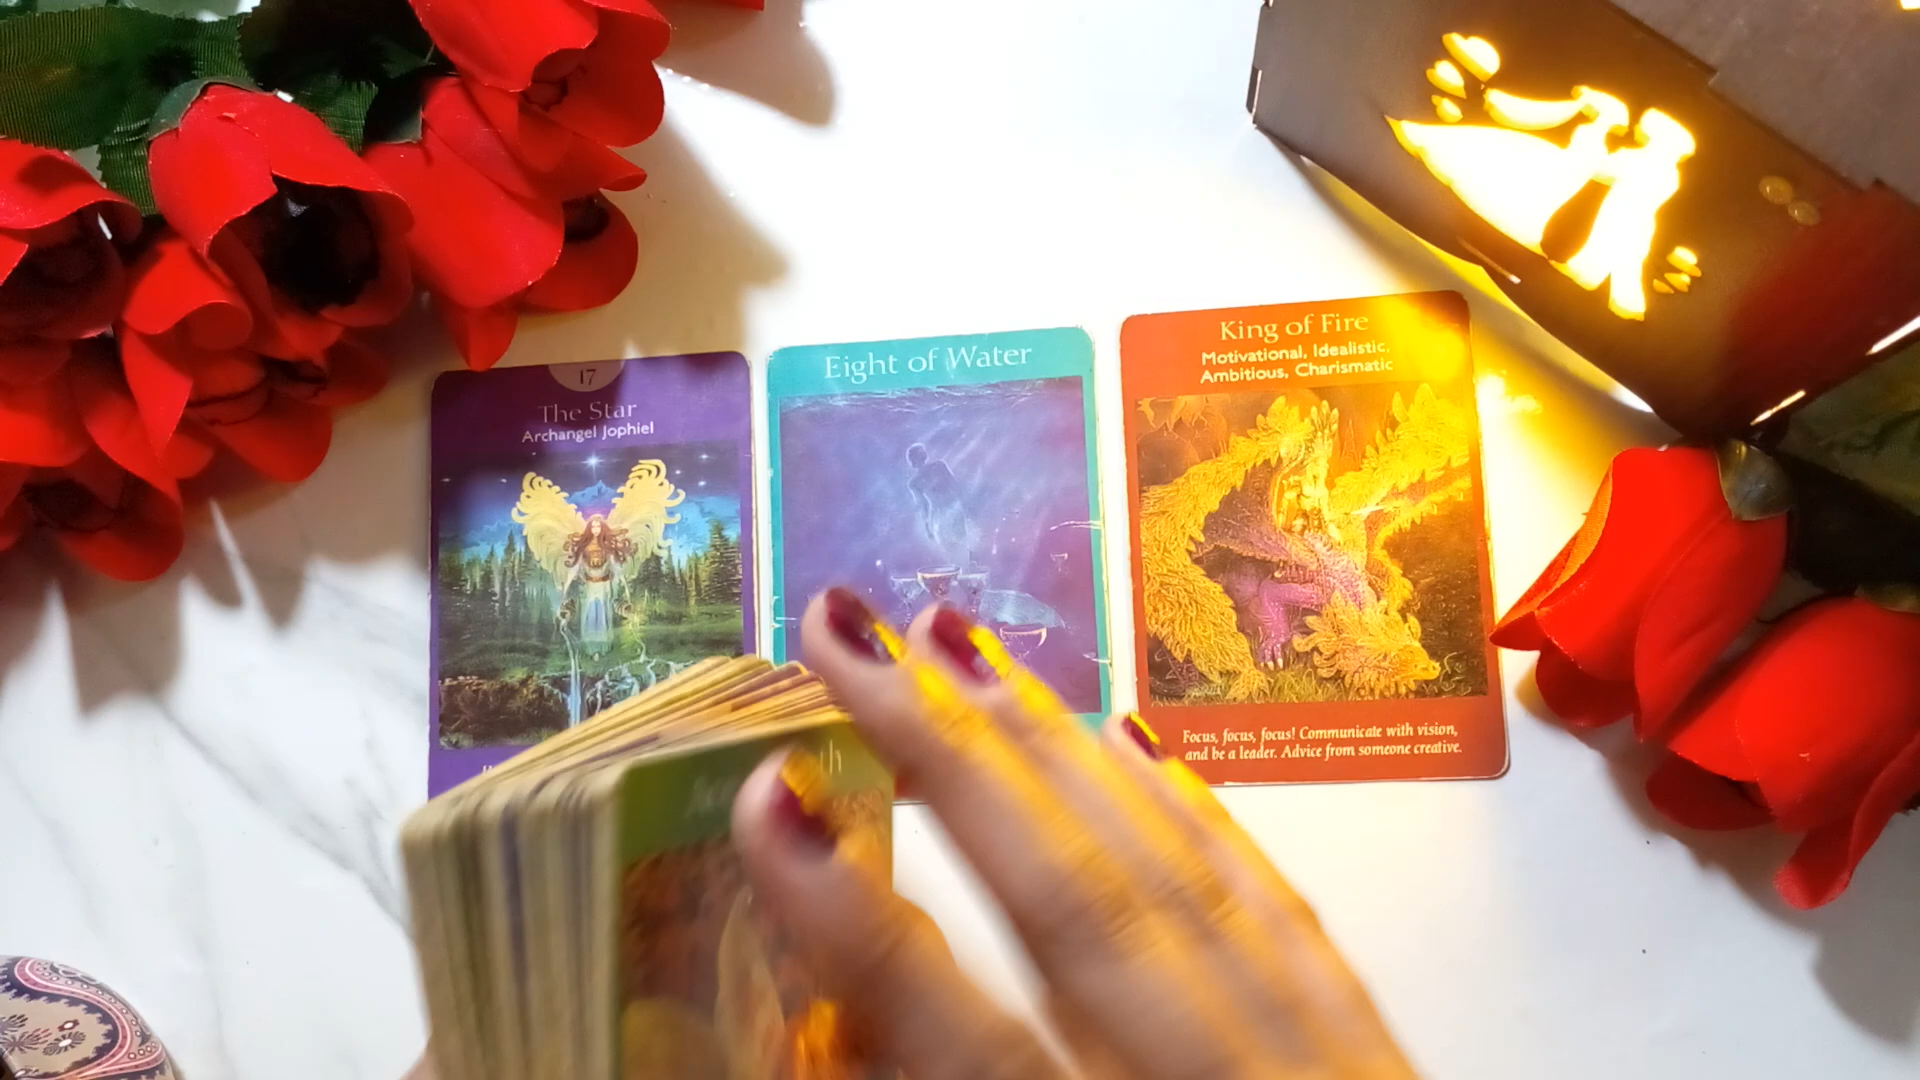 17
The Star
Archangel Jophiel
Eight of Water
King of Fire
Motivational, Idealistic,
Ambitious, Charismatic
Focus, focus, focus! Communicate with vision,
and be a leader. Advice from someone creative.